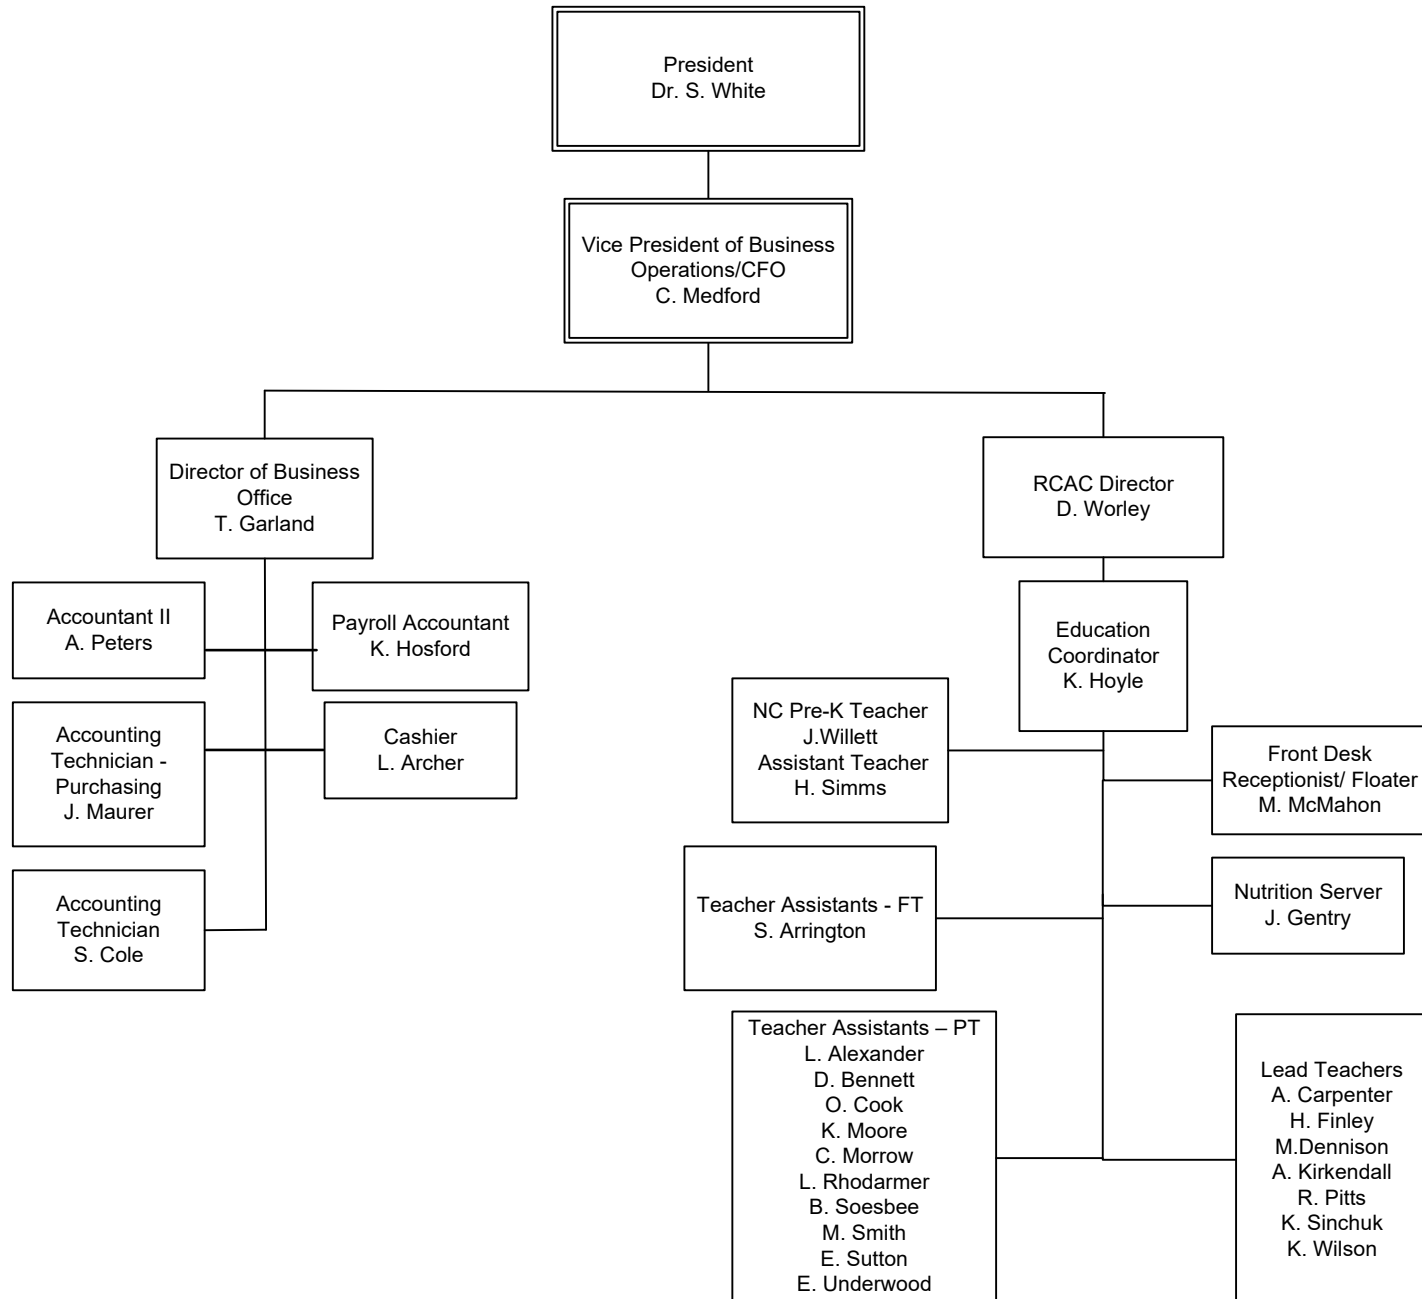 President
Dr. S. White
Vice President of Business
Operations/CFO
C. Medford
Director of Business
Office
T. Garland
RCAC Director
D. Worley
Accountant II
A. Peters
Payroll Accountant
K. Hosford
Accounting
Technician -
Purchasing
J. Maurer
Cashier
L. Archer
Accounting
Technician
S. Cole
Education
Coordinator
K. Hoyle
NC Pre-K Teacher
J.Willett
Assistant Teacher
H. Simms
Front Desk
Receptionist/ Floater
M. McMahon
Teacher Assistants - FT
S. Arrington
Nutrition Server
J. Gentry
Teacher Assistants – PT
L. Alexander
D. Bennett
O. Cook
K. Moore
C. Morrow
L. Rhodarmer
B. Soesbee
M. Smith
E. Sutton
E. Underwood
Lead Teachers
A. Carpenter
H. Finley
M.Dennison
A. Kirkendall
R. Pitts
K. Sinchuk
K. Wilson